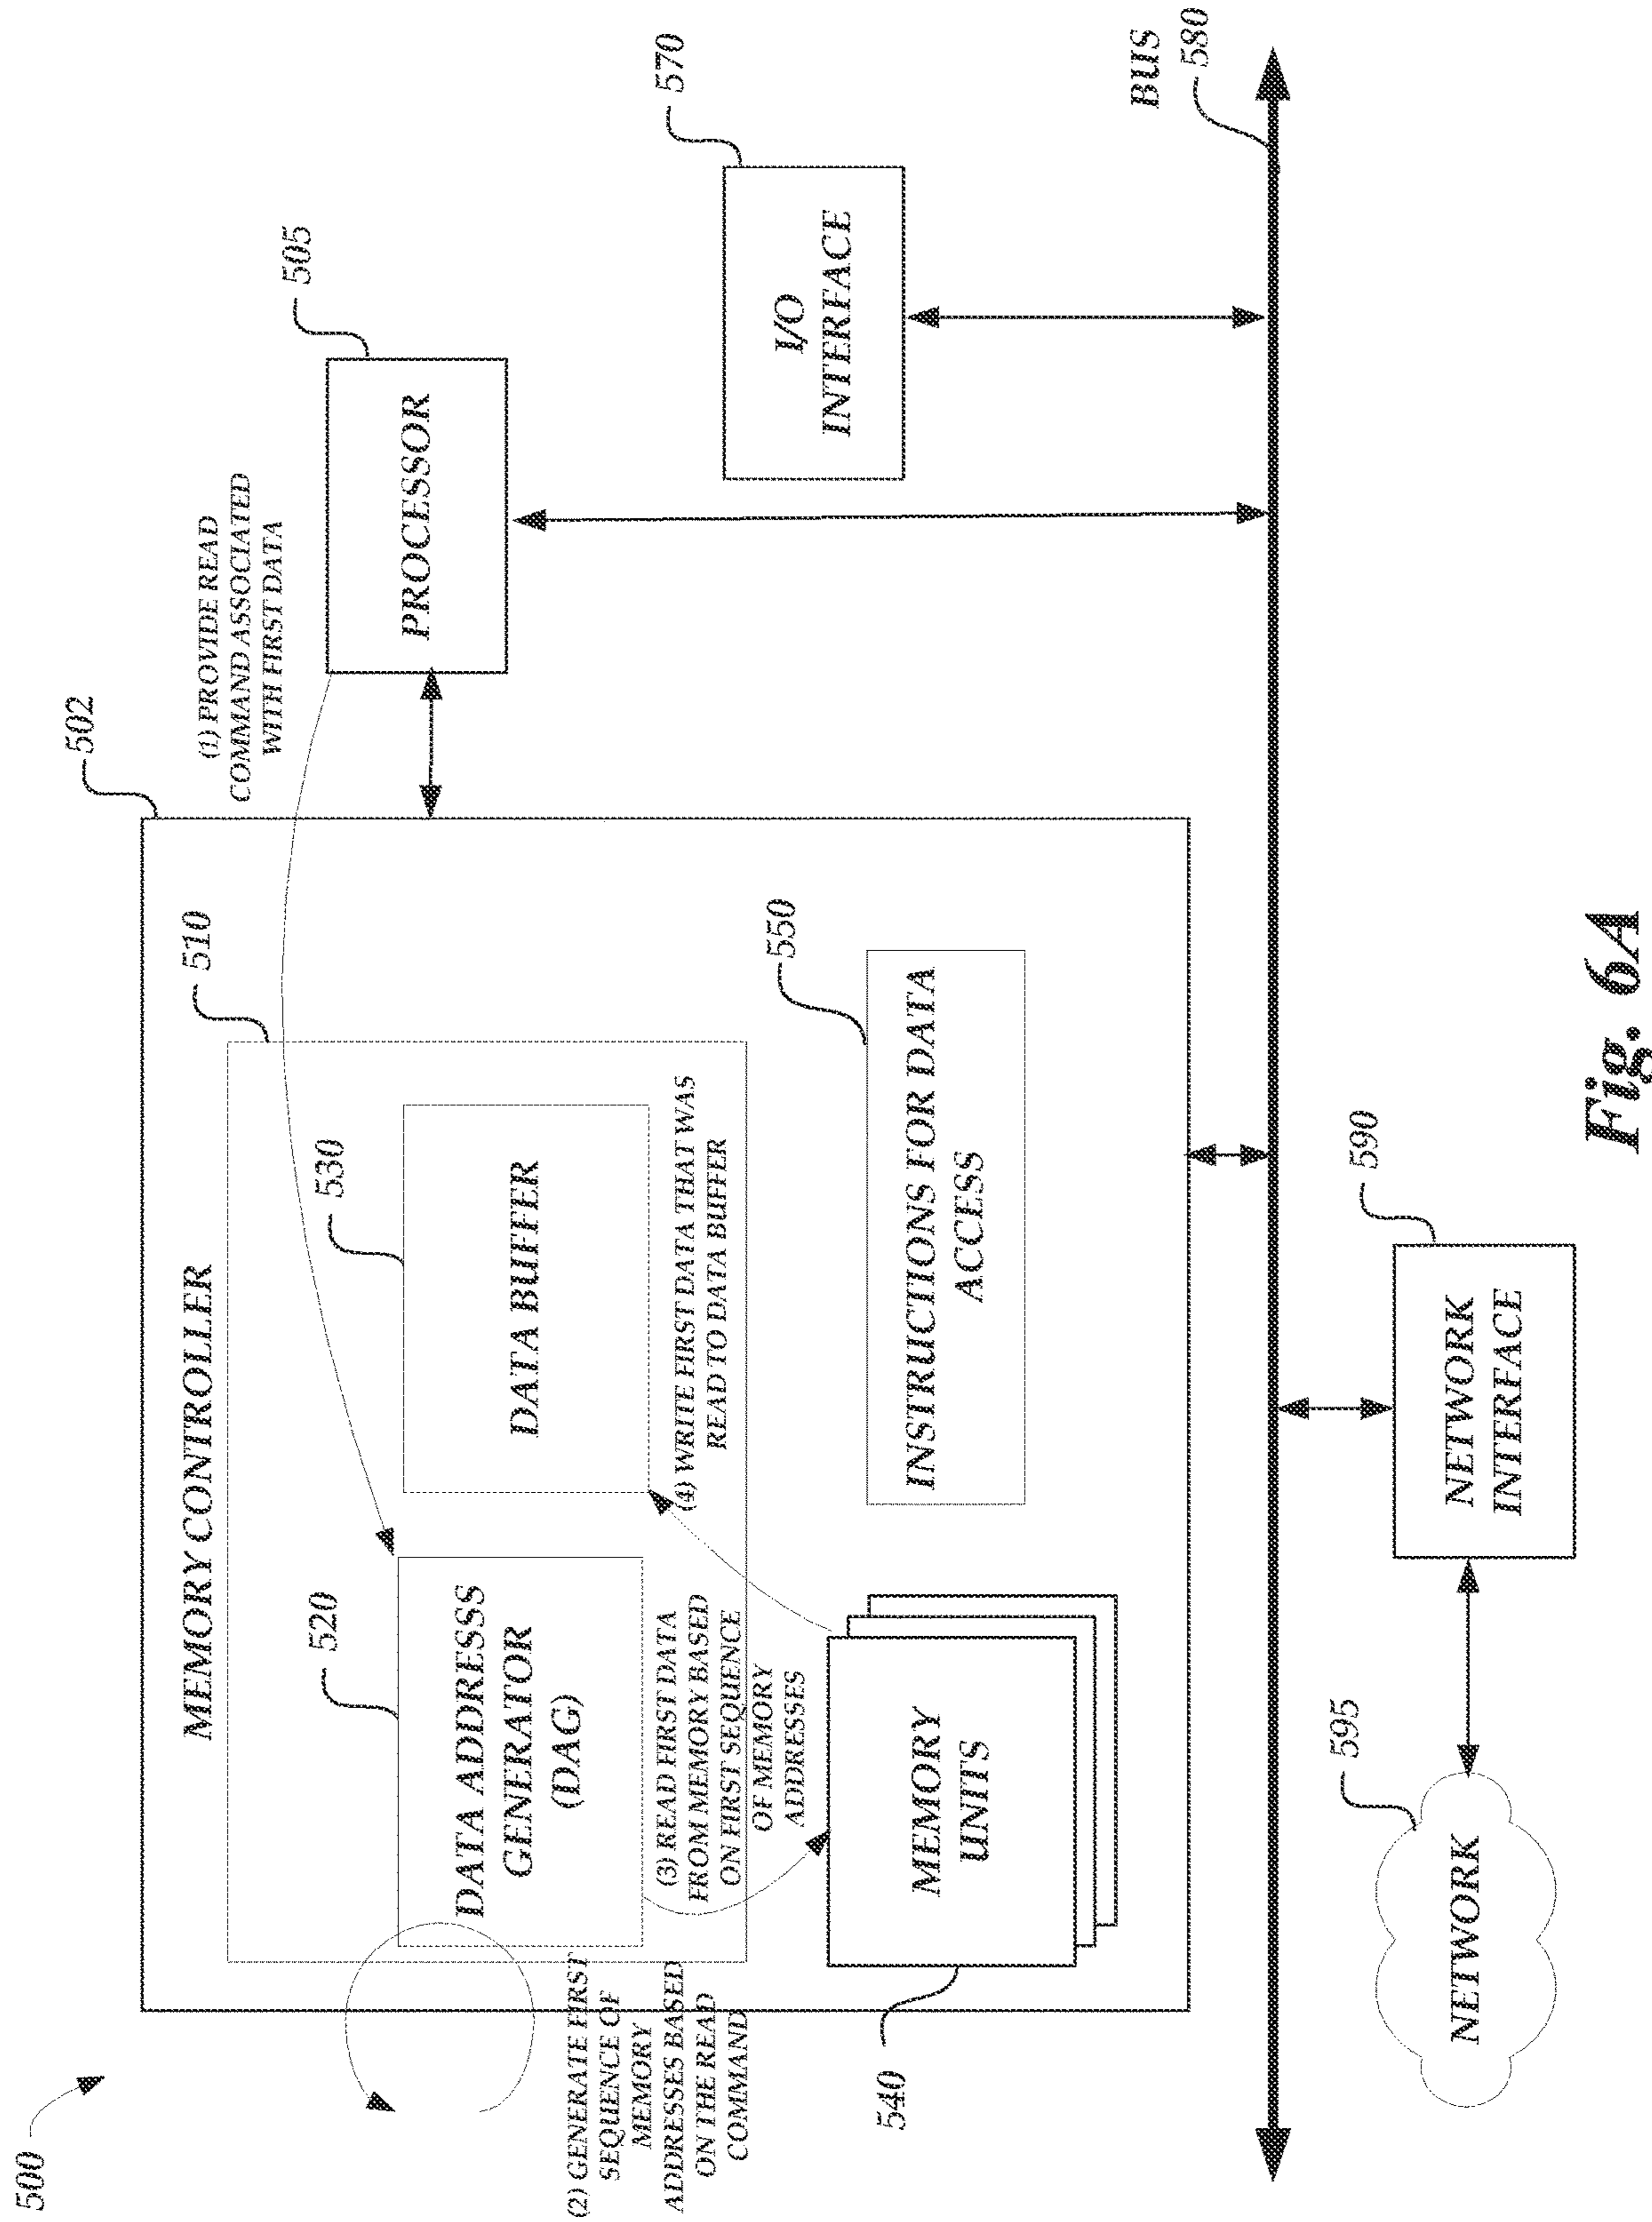 500
502
MEMORY CONTROLLER
510
520
DATA ADDRESS
GENERATOR
(DAG)
530
DATA BUFFER
(1) PROVIDE READ
COMMAND ASSOCIATED
WITH FIRST DATA
505
PROCESSOR
(2) GENERATE FIRST
SEQUENCE OF
MEMORY
ADDRESSES BASED
ON THE READ
COMMAND
(3) READ FIRST DATA
FROM MEMORY BASED
ON FIRST SEQUENCE
OF MEMORY
ADDRESSES
(4) WRITE FIRST DATA THAT WAS
READ TO DATA BUFFER
540
MEMORY
UNITS
550
INSTRUCTIONS FOR DATA
ACCESS
570
I/O
INTERFACE
BUS
580
595
NETWORK
590
NETWORK
INTERFACE
Fig. 6A